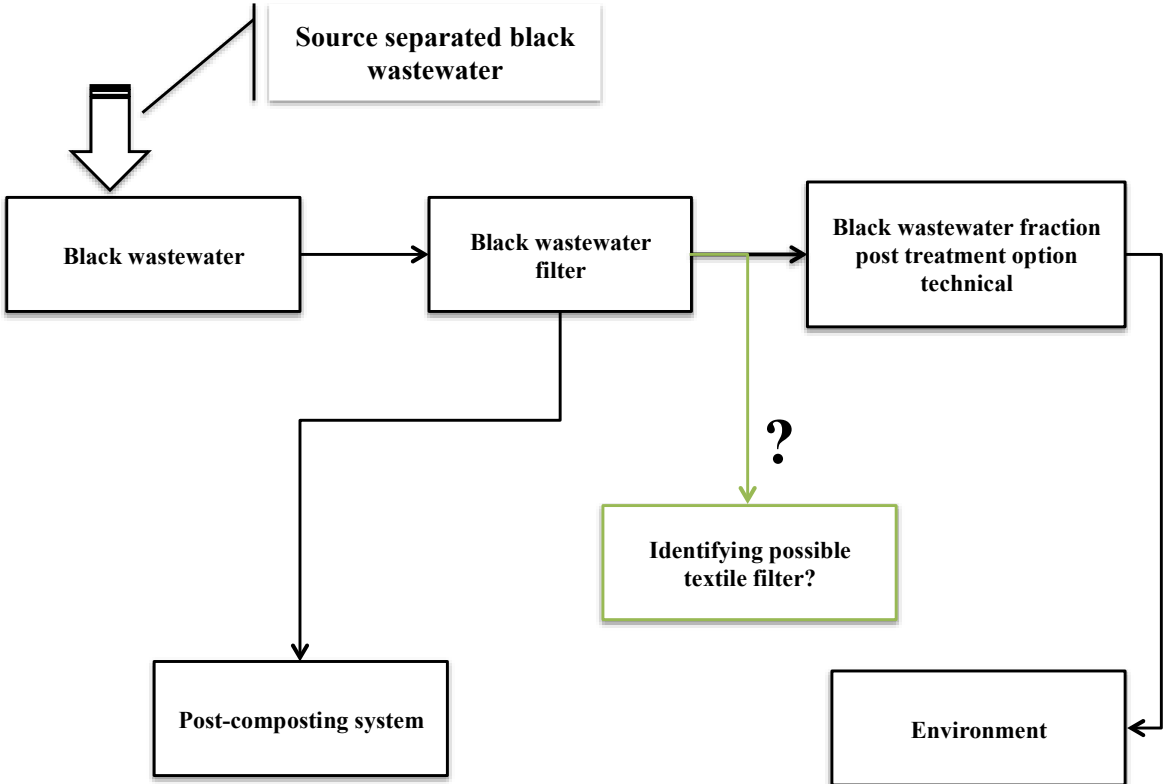 Source separated black
wastewater
Black wastewater
Black wastewater
filter
Black wastewater fraction
post treatment option
technical
?
Identifying possible
textile filter?
Post-composting system
Environment